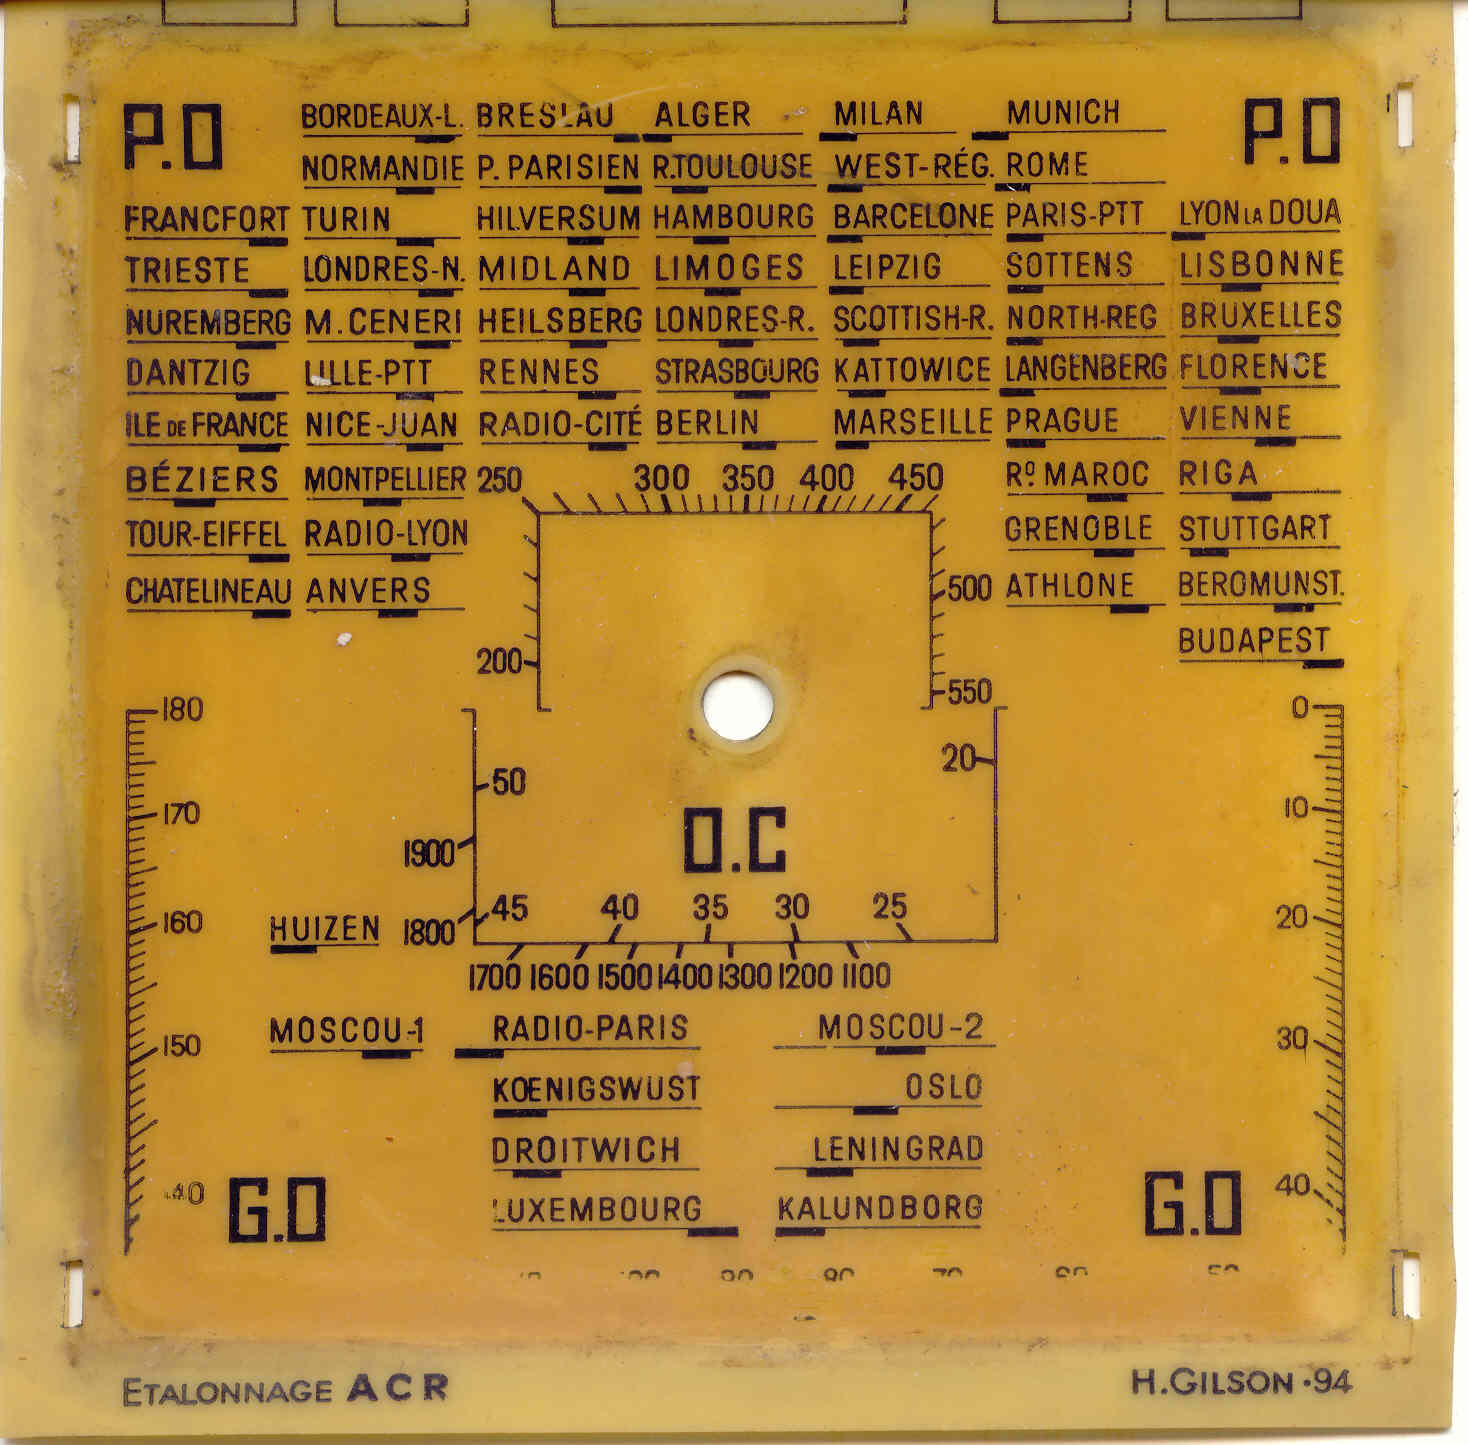 P.O BORDEAUX-L. BRESLAU ALGER MILAN MUNICH P.O
NORMANDIE P. PARISIEN R.TOULOUSE WEST-RÉG. ROME
FRANCFORT TURIN HILVERSUM HAMBOURG BARCELONE PARIS-PTT LYON LA DOUA
TRIESTE LONDRES-N. MIDLAND LIMOGES LEIPZIG SOTTENS LISBONNE
NUREMBERG M.CENERI HEILSBERG LONDRES-R. SCOTTISH-R. NORTH-REG BRUXELLES
DANTZIG LILLE-PTT RENNES STRASBOURG KATTOWICE LANGENBERG FLORENCE
ILE DE FRANCE NICE-JUAN RADIO-CITÉ BERLIN MARSEILLE PRAGUE VIENNE
BÉZIERS MONTPELLIER 250 300 350 400 450 Rº MAROC RIGA
TOUR-EIFFEL RADIO-LYON GRENOBLE STUTTGART
CHATELINEAU ANVERS 500 ATHLONE BEROMUNST.
200 BUDAPEST
550
180 0
20
50
170 10
1900 O.C
45 40 35 30 25
160 HUIZEN 1800 20
1700 1600 1500 1400 1300 1200 1100
MOSCOU-1 RADIO-PARIS MOSCOU-2
150 30
KOENIGSWUST OSLO
DROITWICH LENINGRAD
40
G.O LUXEMBOURG KALUNDBORG G.O
90 80 70 60 50
ETALONNAGE ACR H.GILSON·94